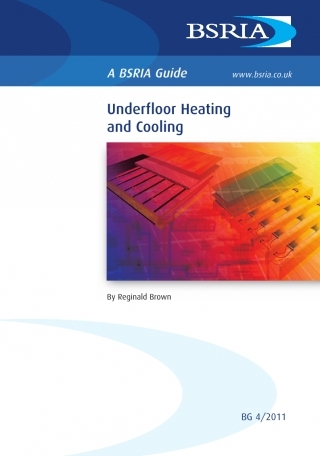 BSRIA
A BSRIA Guide www.bsria.co.uk
Underfloor Heating
and Cooling
By Reginald Brown
BG 4/2011